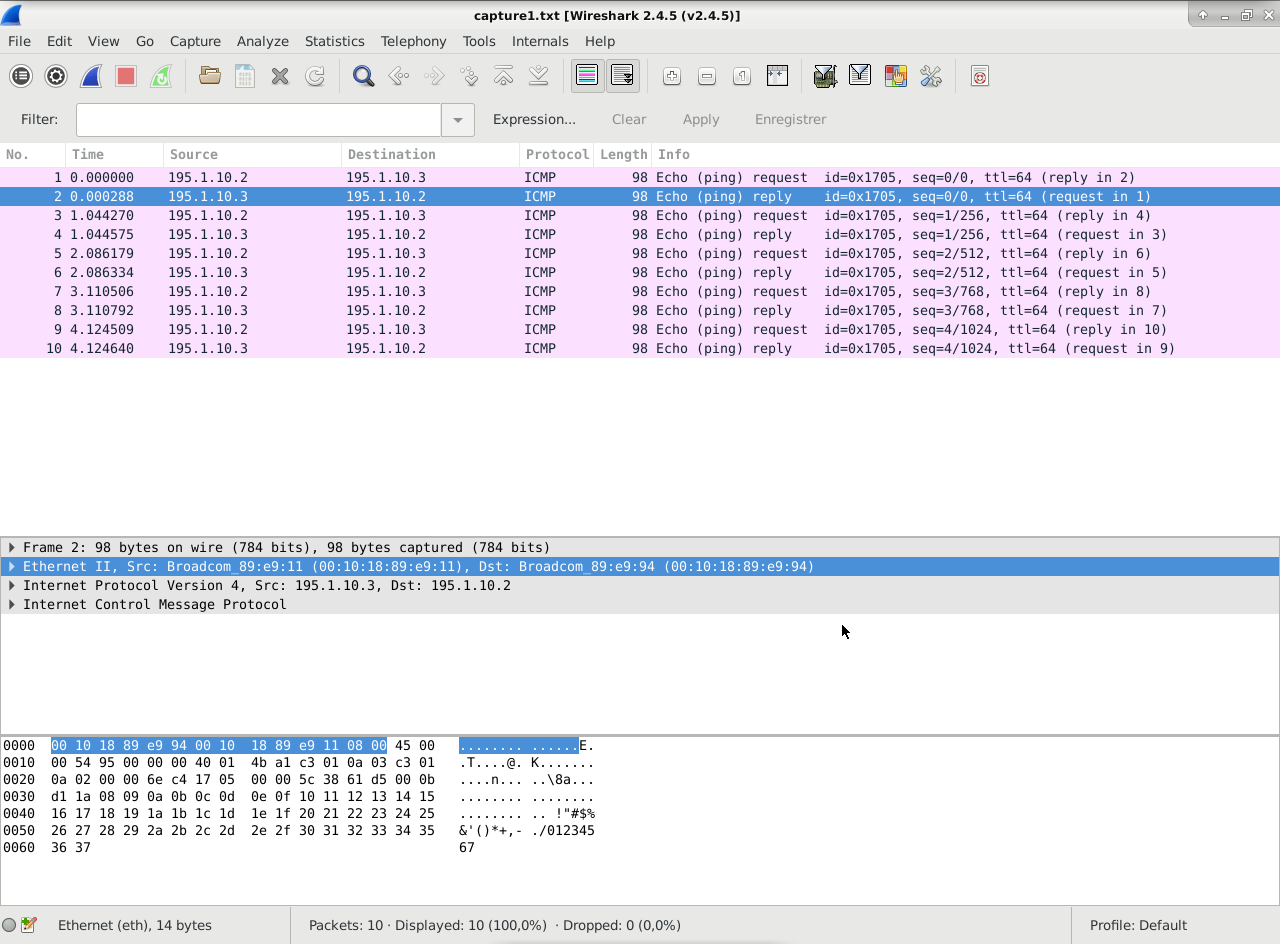 capture1.txt [Wireshark 2.4.5 (v2.4.5)]
File Edit View Go Capture Analyze Statistics Telephony Tools Internals Help
Filter: Expression... Clear Apply Enregistrer
No. Time Source Destination Protocol Length Info
1 0.000000 195.1.10.2 195.1.10.3 ICMP 98 Echo (ping) request id=0x1705, seq=0/0, ttl=64 (reply in 2)
2 0.000288 195.1.10.3 195.1.10.2 ICMP 98 Echo (ping) reply id=0x1705, seq=0/0, ttl=64 (request in 1)
3 1.044270 195.1.10.2 195.1.10.3 ICMP 98 Echo (ping) request id=0x1705, seq=1/256, ttl=64 (reply in 4)
4 1.044575 195.1.10.3 195.1.10.2 ICMP 98 Echo (ping) reply id=0x1705, seq=1/256, ttl=64 (request in 3)
5 2.086179 195.1.10.2 195.1.10.3 ICMP 98 Echo (ping) request id=0x1705, seq=2/512, ttl=64 (reply in 6)
6 2.086334 195.1.10.3 195.1.10.2 ICMP 98 Echo (ping) reply id=0x1705, seq=2/512, ttl=64 (request in 5)
7 3.110506 195.1.10.2 195.1.10.3 ICMP 98 Echo (ping) request id=0x1705, seq=3/768, ttl=64 (reply in 8)
8 3.110792 195.1.10.3 195.1.10.2 ICMP 98 Echo (ping) reply id=0x1705, seq=3/768, ttl=64 (request in 7)
9 4.124509 195.1.10.2 195.1.10.3 ICMP 98 Echo (ping) request id=0x1705, seq=4/1024, ttl=64 (reply in 10)
10 4.124640 195.1.10.3 195.1.10.2 ICMP 98 Echo (ping) reply id=0x1705, seq=4/1024, ttl=64 (request in 9)
Frame 2: 98 bytes on wire (784 bits), 98 bytes captured (784 bits)
Ethernet II, Src: Broadcom_89:e9:11 (00:10:18:89:e9:11), Dst: Broadcom_89:e9:94 (00:10:18:89:e9:94)
Internet Protocol Version 4, Src: 195.1.10.3, Dst: 195.1.10.2
Internet Control Message Protocol
0000 00 10 18 89 e9 94 00 10 18 89 e9 11 08 00 45 00 ........ ......E.
0010 00 54 95 00 00 00 40 01 4b a1 c3 01 0a 03 c3 01 .T....@. K.......
0020 0a 02 00 00 6e c4 17 05 00 00 5c 38 61 d5 00 0b ....n... ..\8a...
0030 d1 1a 08 09 0a 0b 0c 0d 0e 0f 10 11 12 13 14 15 ........ ........
0040 16 17 18 19 1a 1b 1c 1d 1e 1f 20 21 22 23 24 25 ........ .. !"#$%
0050 26 27 28 29 2a 2b 2c 2d 2e 2f 30 31 32 33 34 35 &'()*+,- ./012345
0060 36 37 67
Ethernet (eth), 14 bytes Packets: 10 · Displayed: 10 (100,0%) · Dropped: 0 (0,0%) Profile: Default